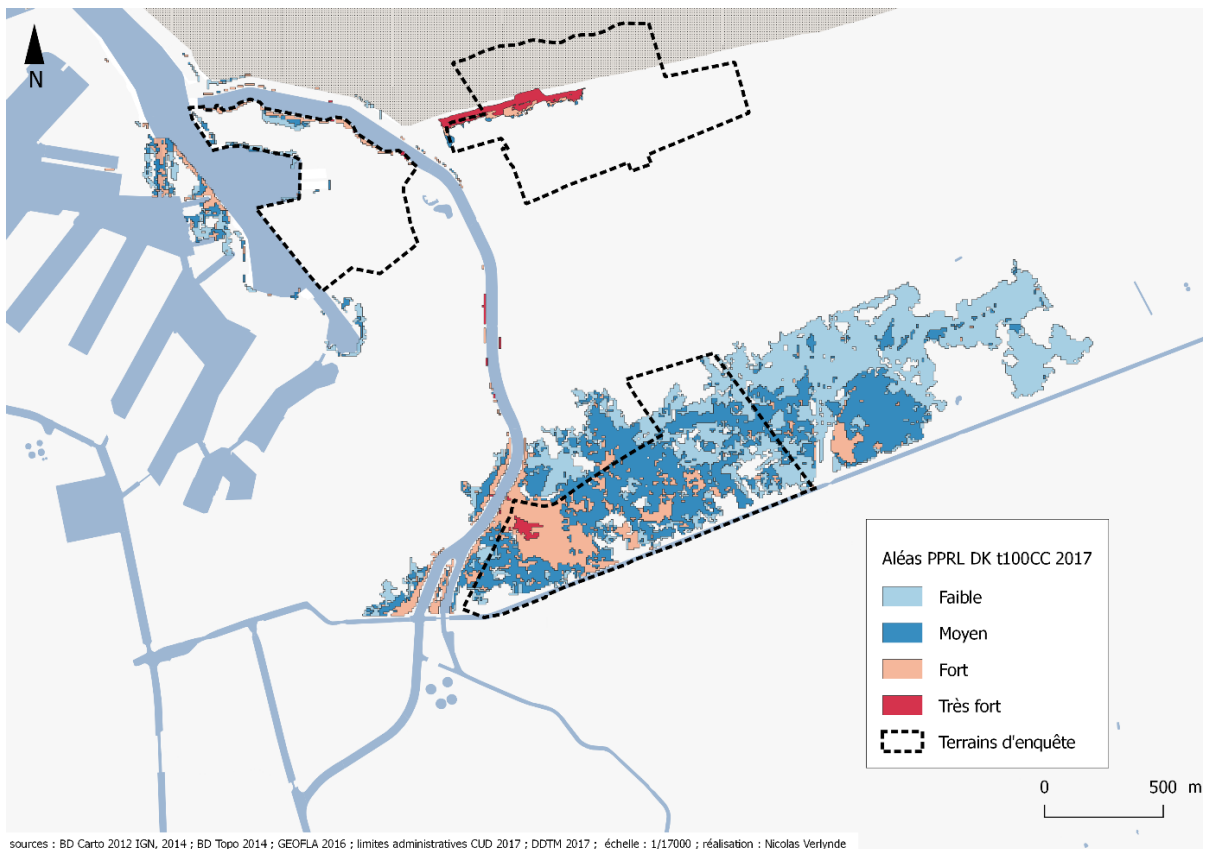 N
Aléas PPRL DK t100CC 2017
Faible
Moyen
Fort
Très fort
Terrains d'enquête
0 500 m
sources : BD Carto 2012 IGN, 2014 ; BD Topo 2014 ; GEOFLA 2016 ; limites administratives CUD 2017 ; DDTM 2017 ; échelle : 1/17000 ; réalisation : Nicolas Verlynde